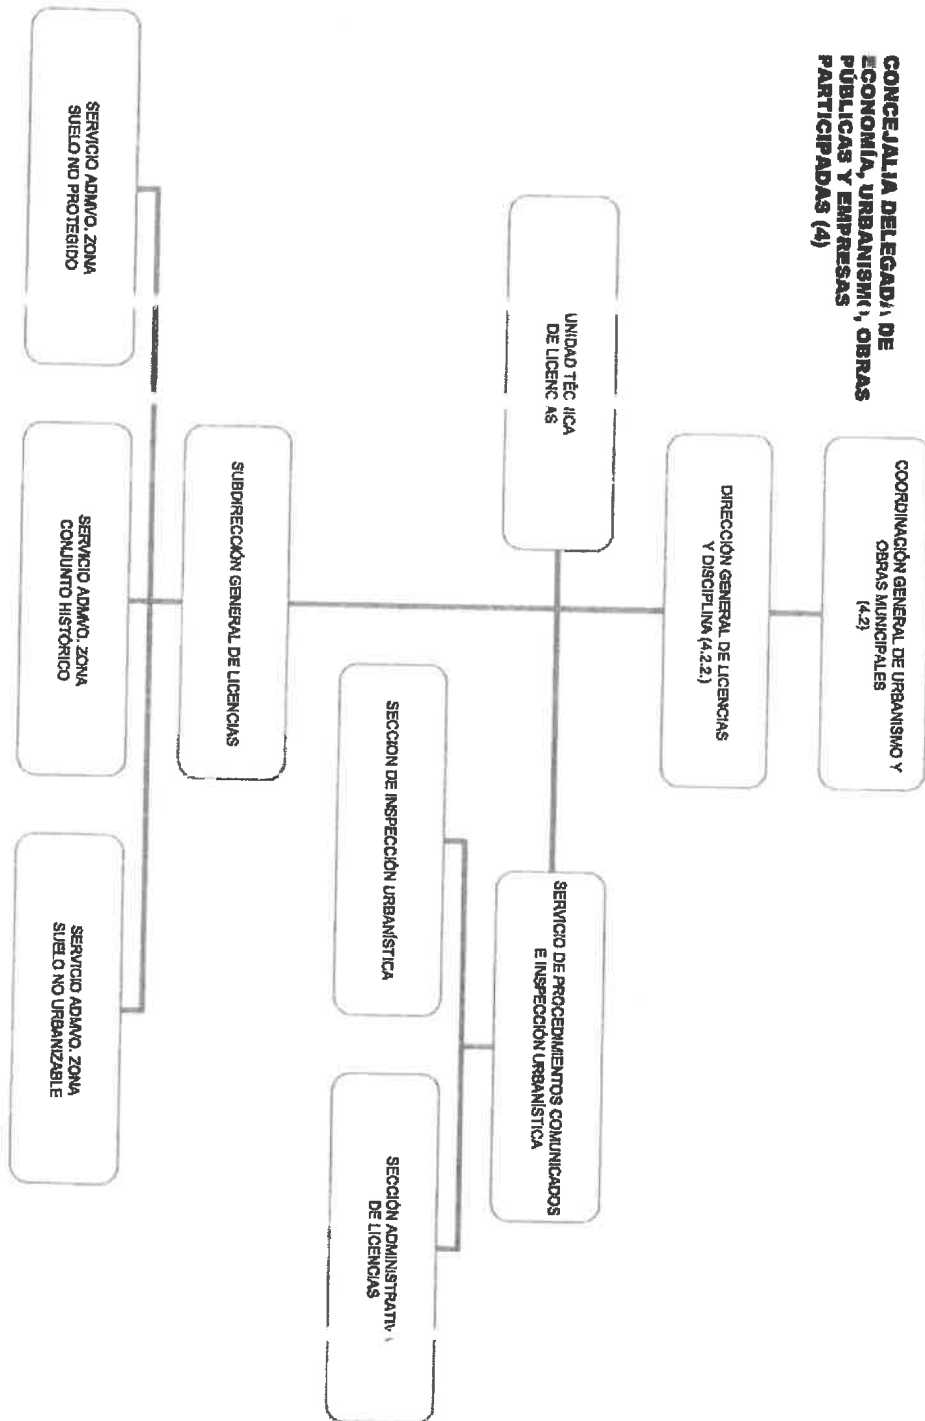 CONCEJALIA DELEGADA DE
ECONOMÍA, URBANISMO, OBRAS
PÚBLICAS Y EMPRESAS
PARTICIPADAS (4)
COORDINACIÓN GENERAL DE URBANISMO Y
OBRAS MUNICIPALES
(4.2)
DIRECCIÓN GENERAL DE LICENCIAS
Y DISCIPLINA (4.2.2.)
UNIDAD TÉCNICA
DE LICENCIAS
SERVICIO DE PROCEDIMIENTOS COMUNICADOS
E INSPECCIÓN URBANÍSTICA
SECCION DE INSPECCIÓN URBANÍSTICA
SECCIÓN ADMINISTRATIVA
DE LICENCIAS
SUBDIRECCIÓN GENERAL DE LICENCIAS
SERVICIO ADMVO. ZONA
SUELO NO PROTEGIDO
SERVICIO ADMVO. ZONA
CONJUNTO HISTÓRICO
SERVICIO ADMVO. ZONA
SUELO NO URBANIZABLE